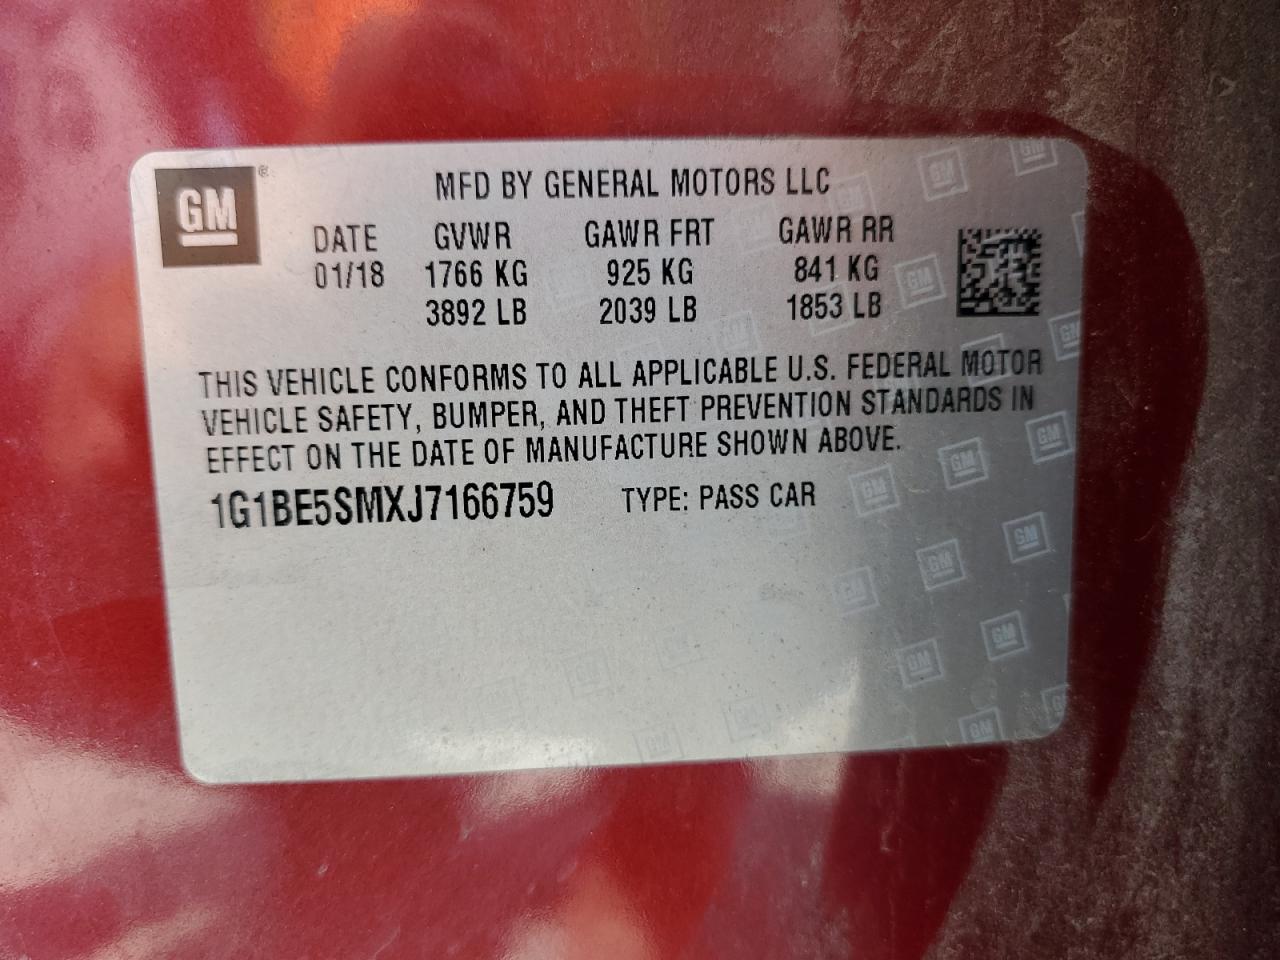 GM®
MFD BY GENERAL MOTORS LLC
DATE GVWR GAWR FRT GAWR RR
01/18 1766 KG 925 KG 841 KG
3892 LB 2039 LB 1853 LB
THIS VEHICLE CONFORMS TO ALL APPLICABLE U.S. FEDERAL MOTOR
VEHICLE SAFETY, BUMPER, AND THEFT PREVENTION STANDARDS IN
EFFECT ON THE DATE OF MANUFACTURE SHOWN ABOVE.
1G1BE5SMXJ7166759 TYPE: PASS CAR